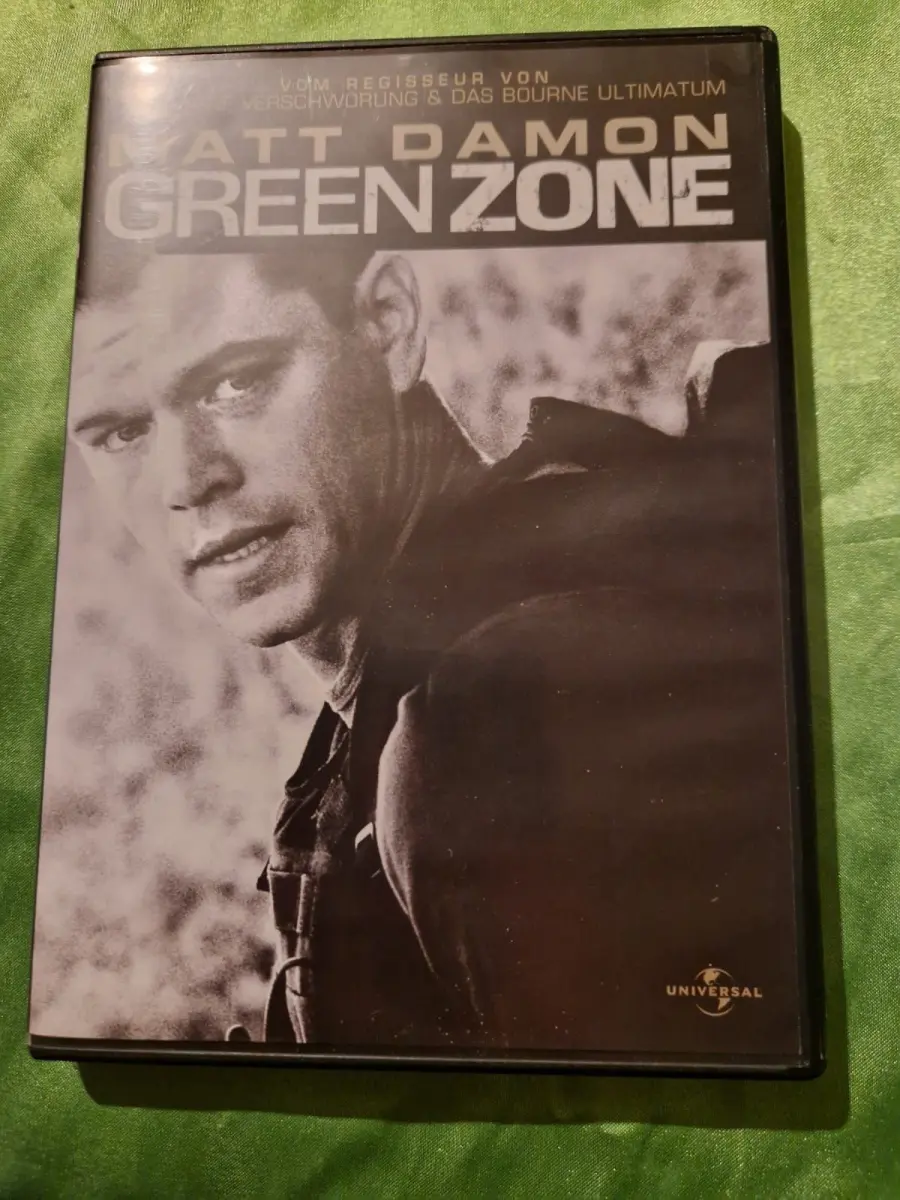 VOM REGISSEUR VON
VERSCHWÖRUNG & DAS BOURNE ULTIMATUM
MATT DAMON
GREEN ZONE
UNIVERSAL